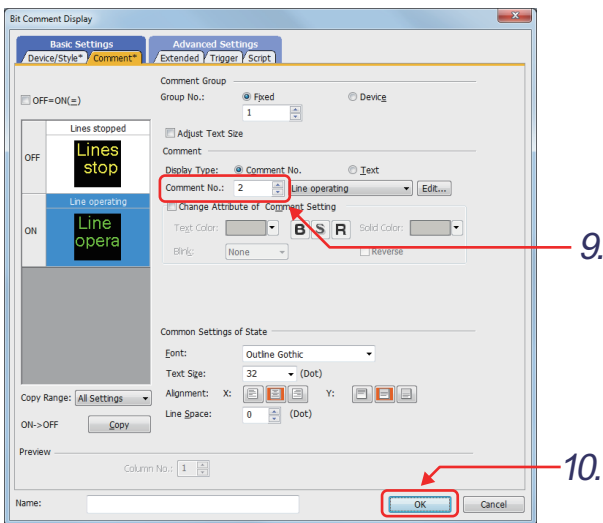 Bit Comment Display
Basic Settings
Advanced Settings
Device/Style* Comment* Extended Trigger Script
Comment Group
OFF=ON(=)
Group No.: Fixed Device
1
Adjust Text Size
Comment
Display Type: Comment No. Text
Comment No.: 2 Line operating Edit...
Change Attribute of Comment Setting
Text Color: B S R Solid Color:
Blink: None Reverse
Lines stopped
OFF
Lines
stop
Line operating
ON
Line
opera
9.
Common Settings of State
Font: Outline Gothic
Text Size: 32 (Dot)
Alignment: X: Y:
Line Space: 0 (Dot)
Copy Range: All Settings
ON->OFF Copy
Preview
Column No.: 1
10.
Name:
OK Cancel